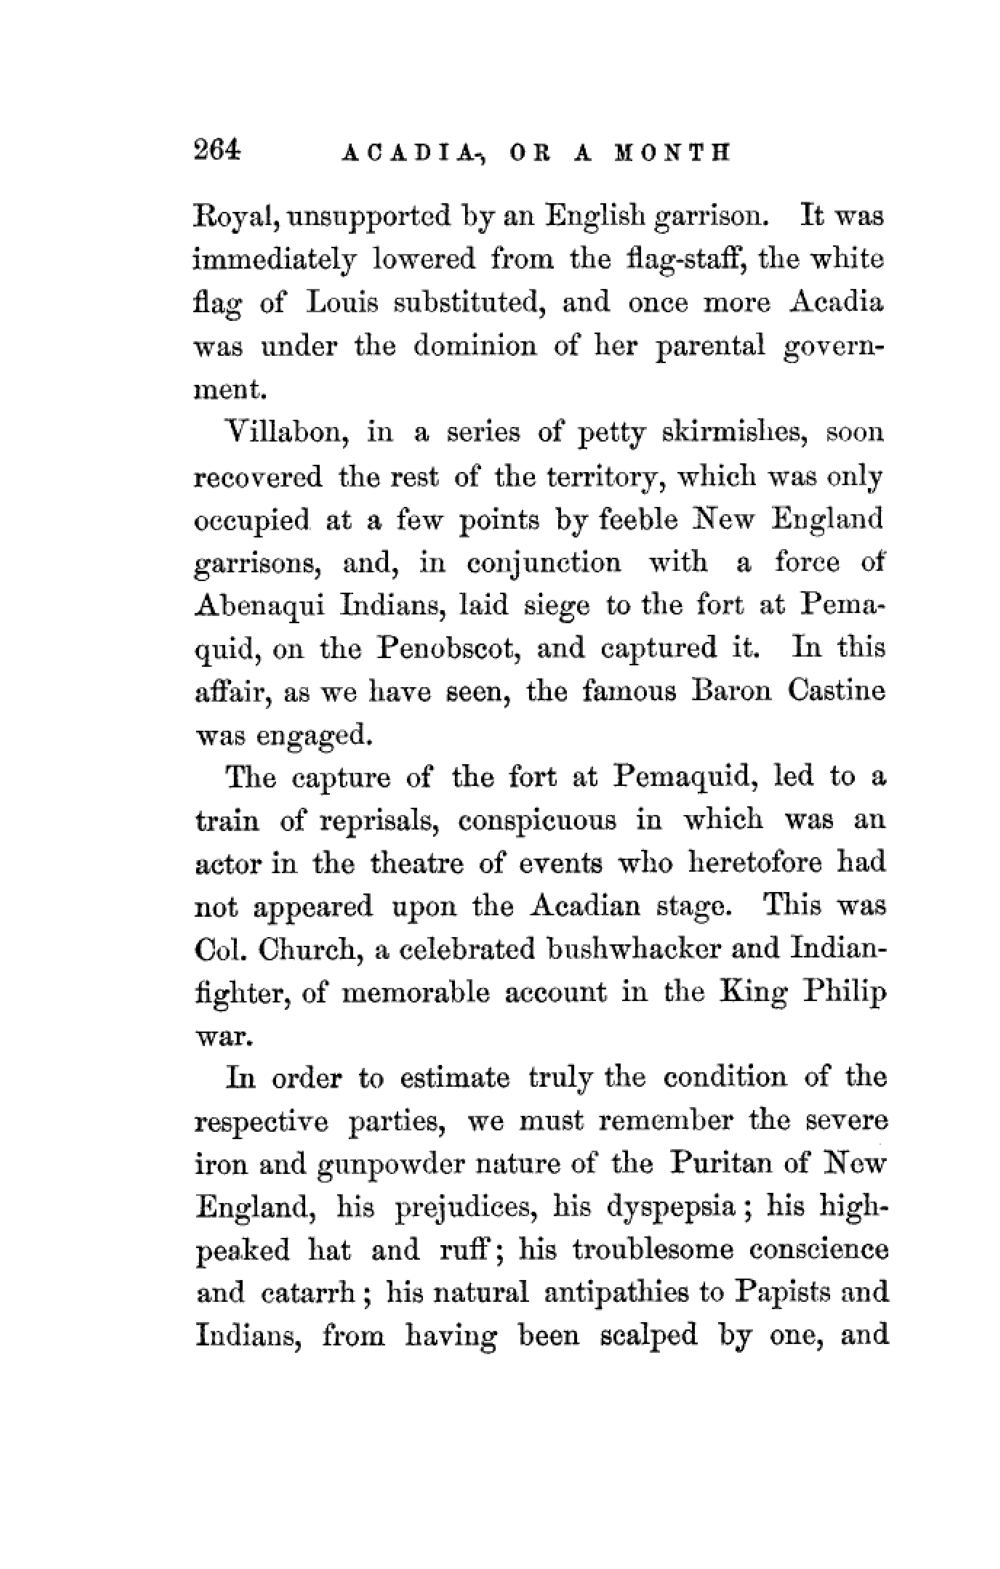 264 ACADIA, OR A MONTH
Royal, unsupported by an English garrison. It was
immediately lowered from the flag-staff, the white
flag of Louis substituted, and once more Acadia
was under the dominion of her parental govern-
ment.
Villabon, in a series of petty skirmishes, soon
recovered the rest of the territory, which was only
occupied at a few points by feeble New England
garrisons, and, in conjunction with a force of
Abenaqui Indians, laid siege to the fort at Pema-
quid, on the Penobscot, and captured it. In this
affair, as we have seen, the famous Baron Castine
was engaged.
The capture of the fort at Pemaquid, led to a
train of reprisals, conspicuous in which was an
actor in the theatre of events who heretofore had
not appeared upon the Acadian stage. This was
Col. Church, a celebrated bushwhacker and Indian-
fighter, of memorable account in the King Philip
war.
In order to estimate truly the condition of the
respective parties, we must remember the severe
iron and gunpowder nature of the Puritan of New
England, his prejudices, his dyspepsia; his high-
peaked hat and ruff; his troublesome conscience
and catarrh; his natural antipathies to Papists and
Indians, from having been scalped by one, and